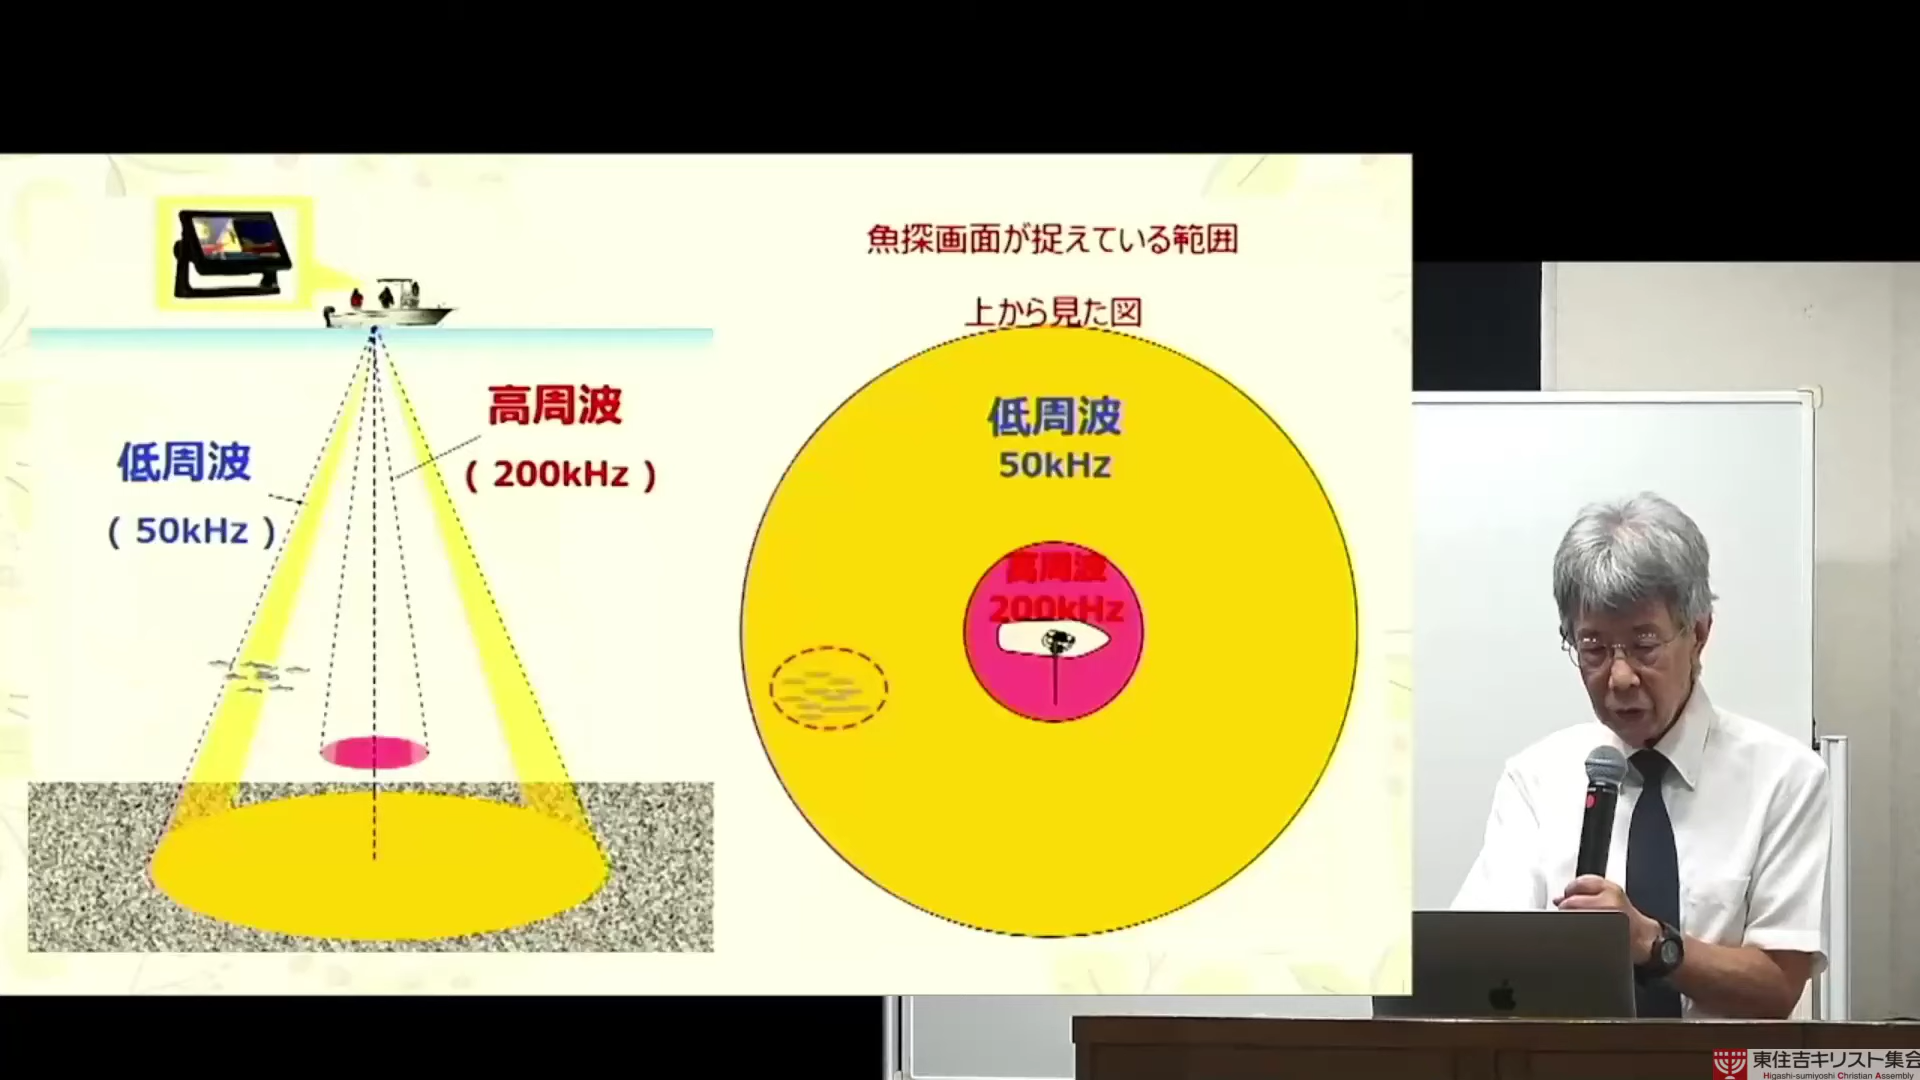 魚探画面が捉えている範囲
上から見た図
高周波
( 200kHz )
低周波
( 50kHz )
低周波
50kHz
高周波
200kHz
東住吉キリスト集会
Higashi-sumiyoshi Christian Assembly